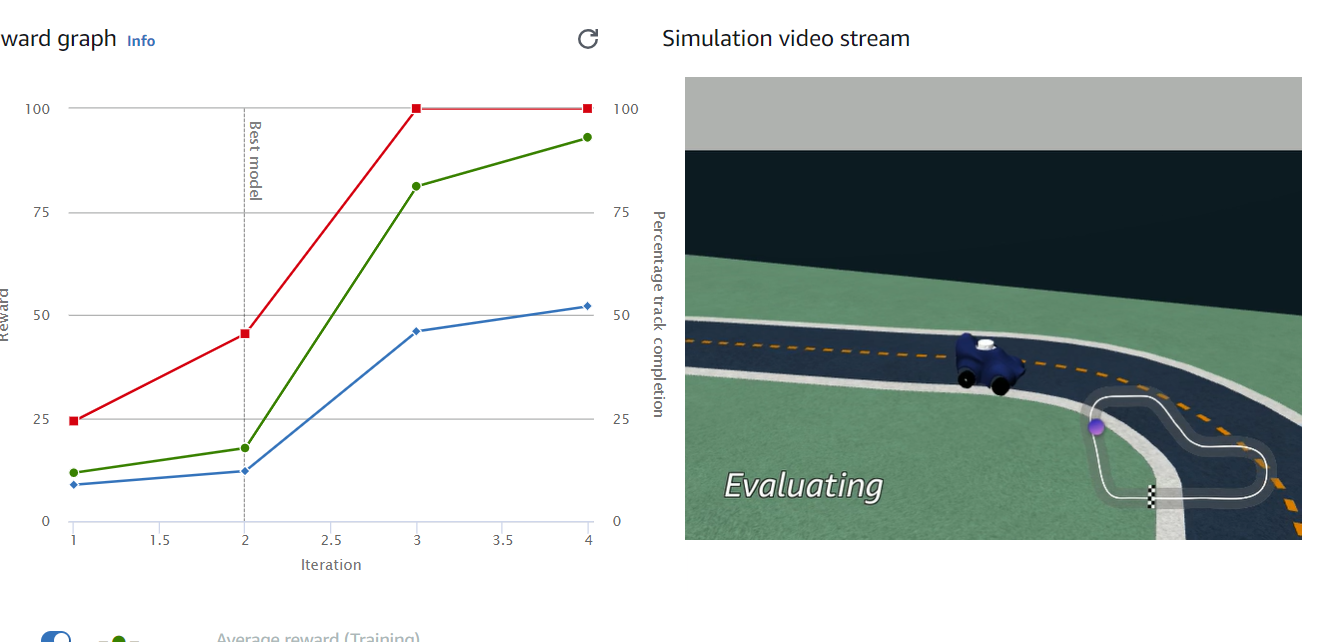 ward graph Info
Simulation video stream
100
75
50
25
0
Reward
Best model
1
1.5
2
2.5
3
3.5
4
Iteration
100
75
50
25
0
Percentage track completion
Evaluating
Average reward (Training)